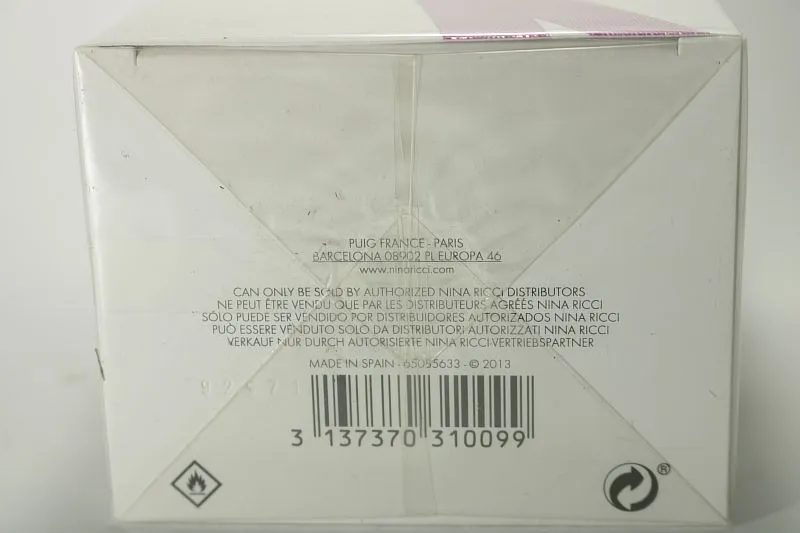 PUIG FRANCE - PARIS
BARCELONA 08902 PL EUROPA 46
www.ninaricci.com
CAN ONLY BE SOLD BY AUTHORIZED NINA RICCI DISTRIBUTORS
NE PEUT ÊTRE VENDU QUE PAR LES DISTRIBUTEURS AGRÉÉS NINA RICCI
SÓLO PUEDE SER VENDIDO POR DISTRIBUIDORES AUTORIZADOS NINA RICCI
PUÒ ESSERE VENDUTO SOLO DA DISTRIBUTORI AUTORIZZATI NINA RICCI
VERKAUF NUR DURCH AUTORISIERTE NINA RICCI-VERTRIEBSPARTNER
MADE IN SPAIN - 65085633 - © 2013
3 137370 310099
®